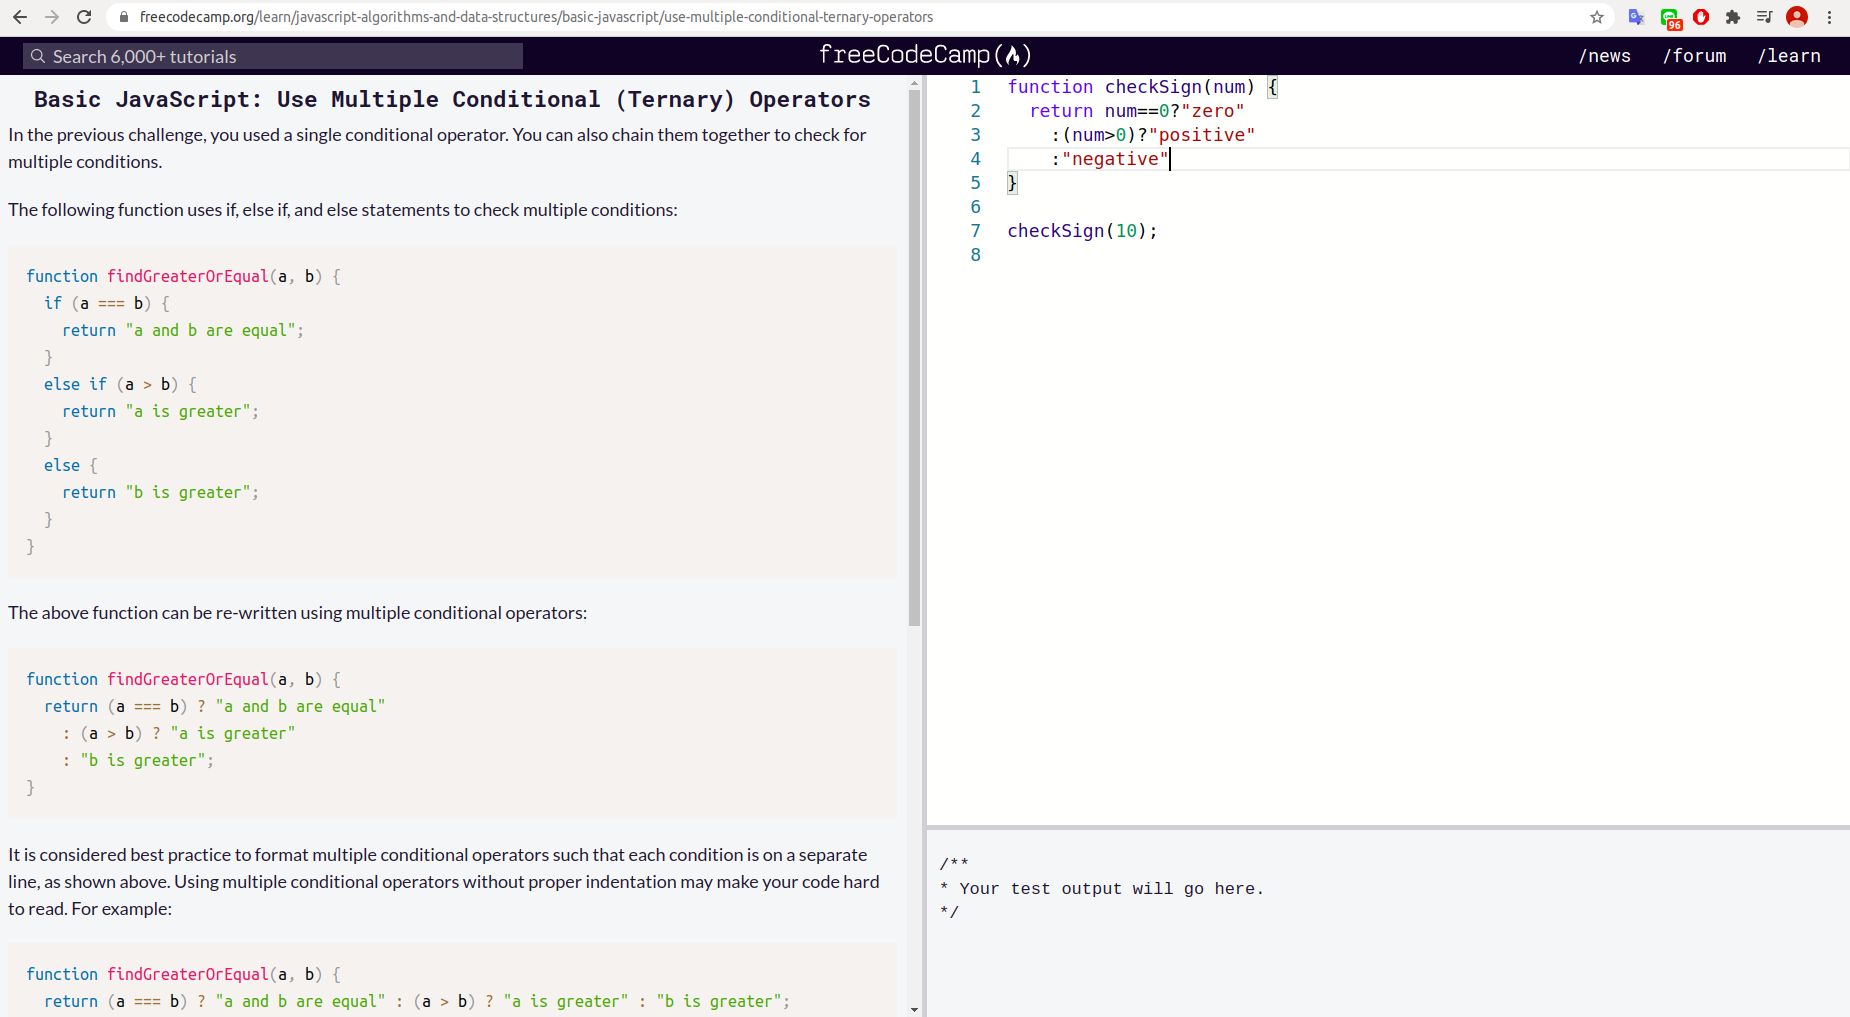 freecodecamp.org/learn/javascript-algorithms-and-data-structures/basic-javascript/use-multiple-conditional-ternary-operators
96
Search 6,000+ tutorials
freeCodeCamp
/news
/forum
/learn
Basic JavaScript: Use Multiple Conditional (Ternary) Operators
In the previous challenge, you used a single conditional operator. You can also chain them together to check for
multiple conditions.
The following function uses if, else if, and else statements to check multiple conditions:
function findGreaterOrEqual(a, b) {
  if (a === b) {
    return "a and b are equal";
  }
  else if (a > b) {
    return "a is greater";
  }
  else {
    return "b is greater";
  }
}
The above function can be re-written using multiple conditional operators:
function findGreaterOrEqual(a, b) {
  return (a === b) ? "a and b are equal"
    : (a > b) ? "a is greater"
    : "b is greater";
}
It is considered best practice to format multiple conditional operators such that each condition is on a separate
line, as shown above. Using multiple conditional operators without proper indentation may make your code hard
to read. For example:
function findGreaterOrEqual(a, b) {
  return (a === b) ? "a and b are equal" : (a > b) ? "a is greater" : "b is greater";
1 function checkSign(num) {
2   return num==0?"zero"
3     :(num>0)?"positive"
4     :"negative"
5 }
6
7 checkSign(10);
8
/**
* Your test output will go here.
*/